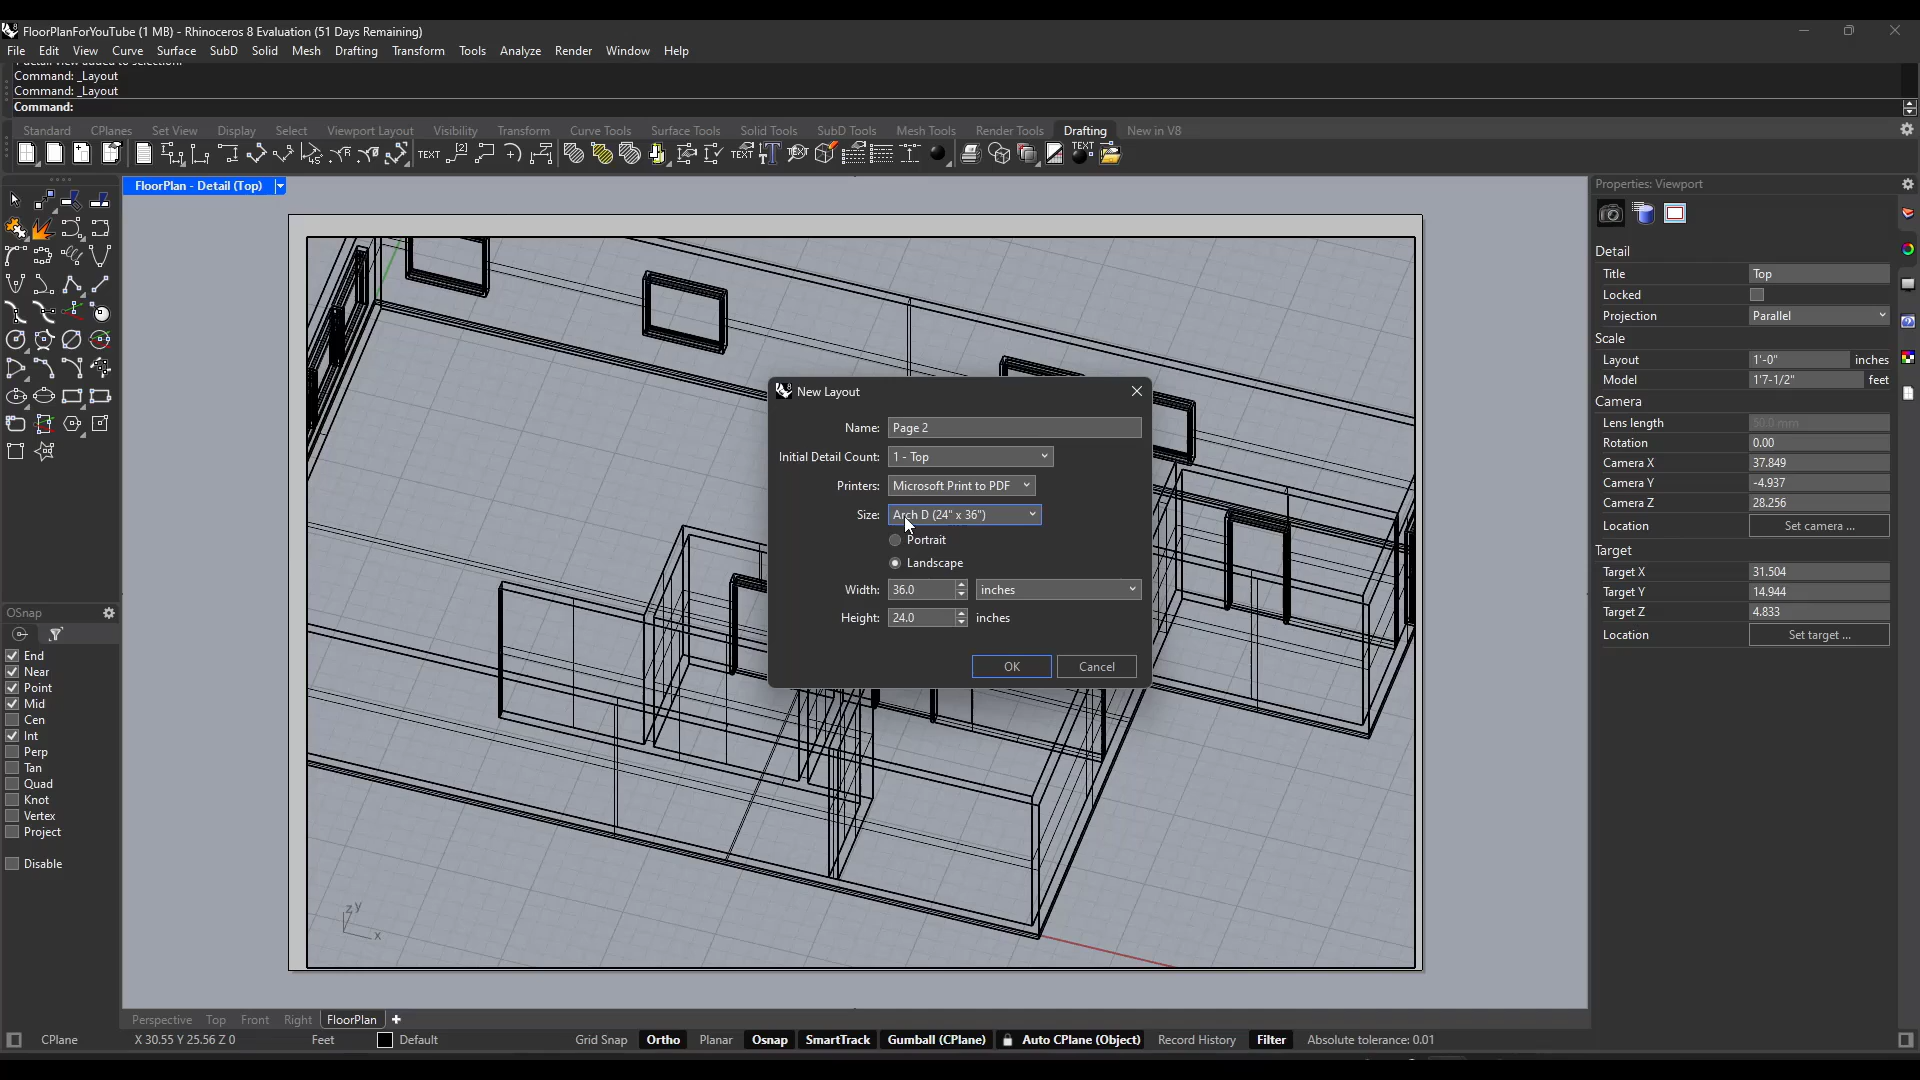 FloorPlanForYouTube (1 MB) - Rhinoceros 8 Evaluation (51 Days Remaining)
File Edit View Curve Surface SubD Solid Mesh Drafting Transform Tools Analyze Render Window Help
1 detail view added to selection.
Command: _Layout
Command: _Layout
Command:
Standard CPlanes Set View Display Select Viewport Layout Visibility Transform Curve Tools Surface Tools Solid Tools SubD Tools Mesh Tools Render Tools Drafting New in V8
FloorPlan - Detail (Top)
Properties: Viewport
Detail
Title Top
Locked
Projection Parallel
Scale
Layout 1'-0" inches
Model 1'7-1/2" feet
Camera
Lens length 50.0 mm
Rotation 0.00
Camera X 37.849
Camera Y -4.937
Camera Z 28.256
Location Set camera ...
Target
Target X 31.504
Target Y 14.944
Target Z 4.833
Location Set target ...
New Layout
Name: Page 2
Initial Detail Count: 1 - Top
Printers: Microsoft Print to PDF
Size: Arch D (24" x 36")
Portrait
Landscape
Width: 36.0 inches
Height: 24.0 inches
OK Cancel
OSnap
End
Near
Point
Mid
Cen
Int
Perp
Tan
Quad
Knot
Vertex
Project
Disable
z y
x
Perspective Top Front Right FloorPlan
CPlane X 30.55 Y 25.56 Z 0 Feet Default Grid Snap Ortho Planar Osnap SmartTrack Gumball (CPlane) Auto CPlane (Object) Record History Filter Absolute tolerance: 0.01